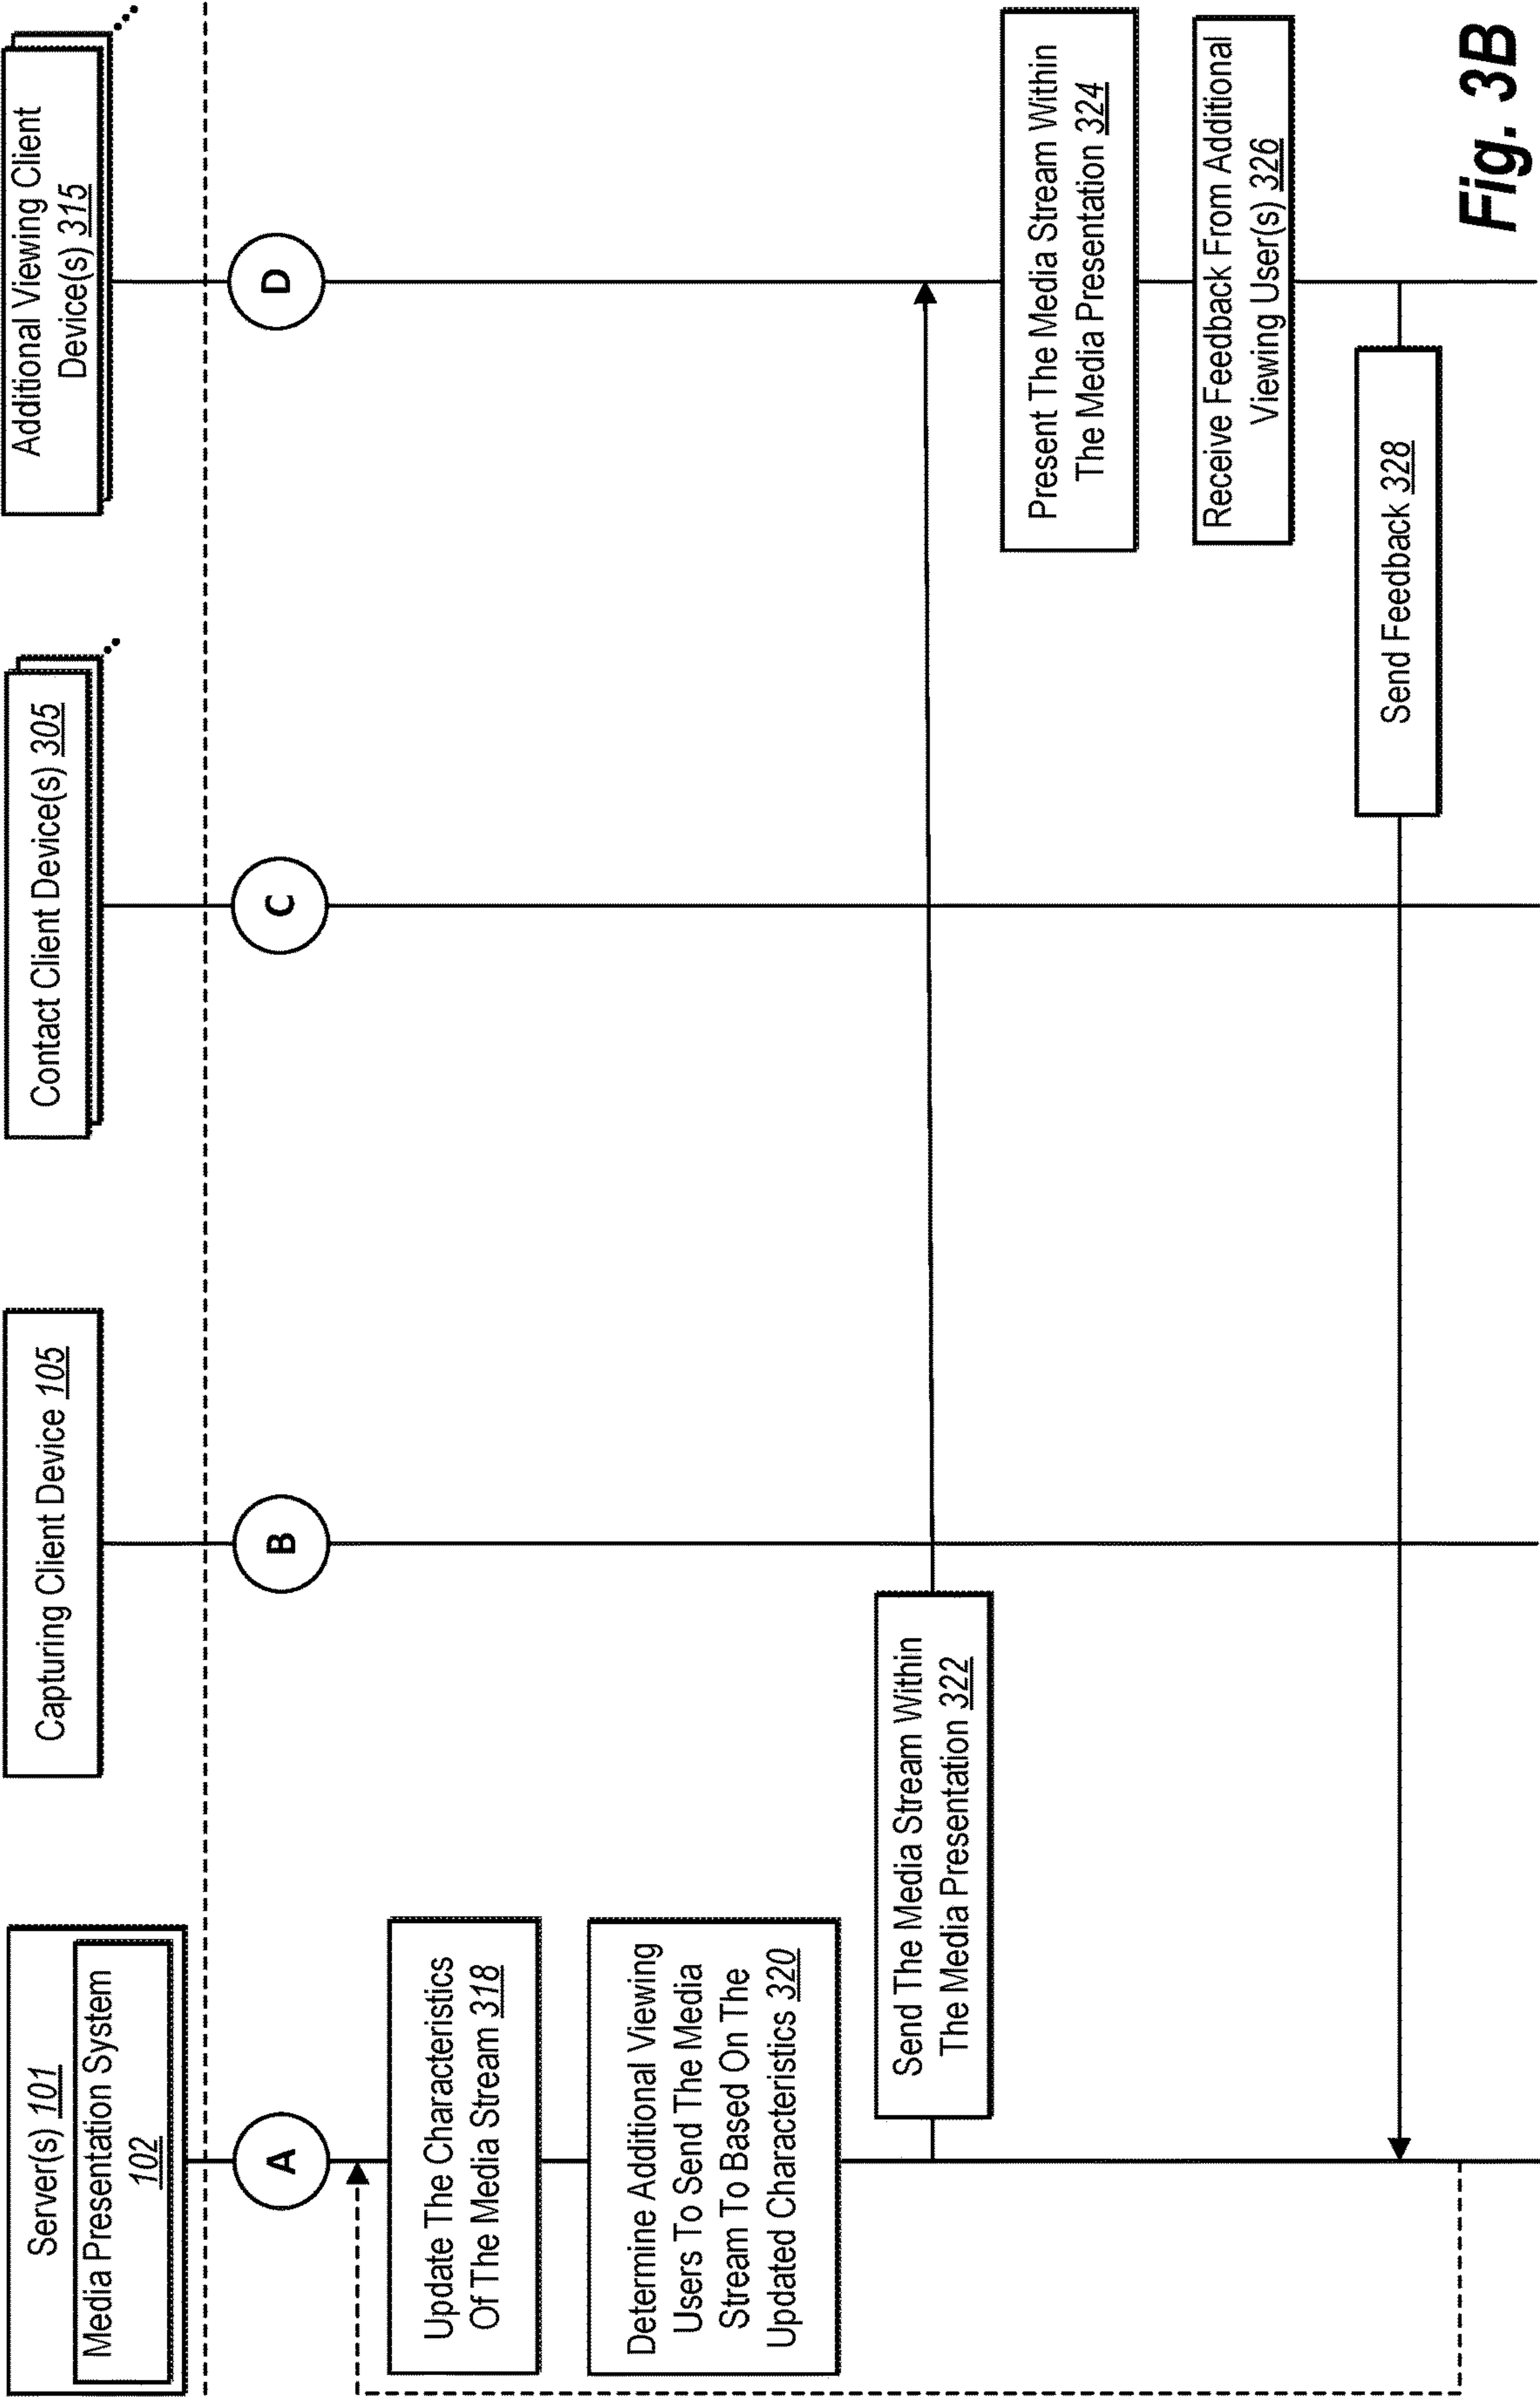 Server(s) 101
Media Presentation System
102
Capturing Client Device 105
Contact Client Device(s) 305
Additional Viewing Client
Device(s) 315
A
B
C
D
Update The Characteristics
Of The Media Stream 318
Determine Additional Viewing
Users To Send The Media
Stream To Based On The
Updated Characteristics 320
Send The Media Stream Within
The Media Presentation 322
Present The Media Stream Within
The Media Presentation 324
Receive Feedback From Additional
Viewing User(s) 326
Send Feedback 328
Fig. 3B